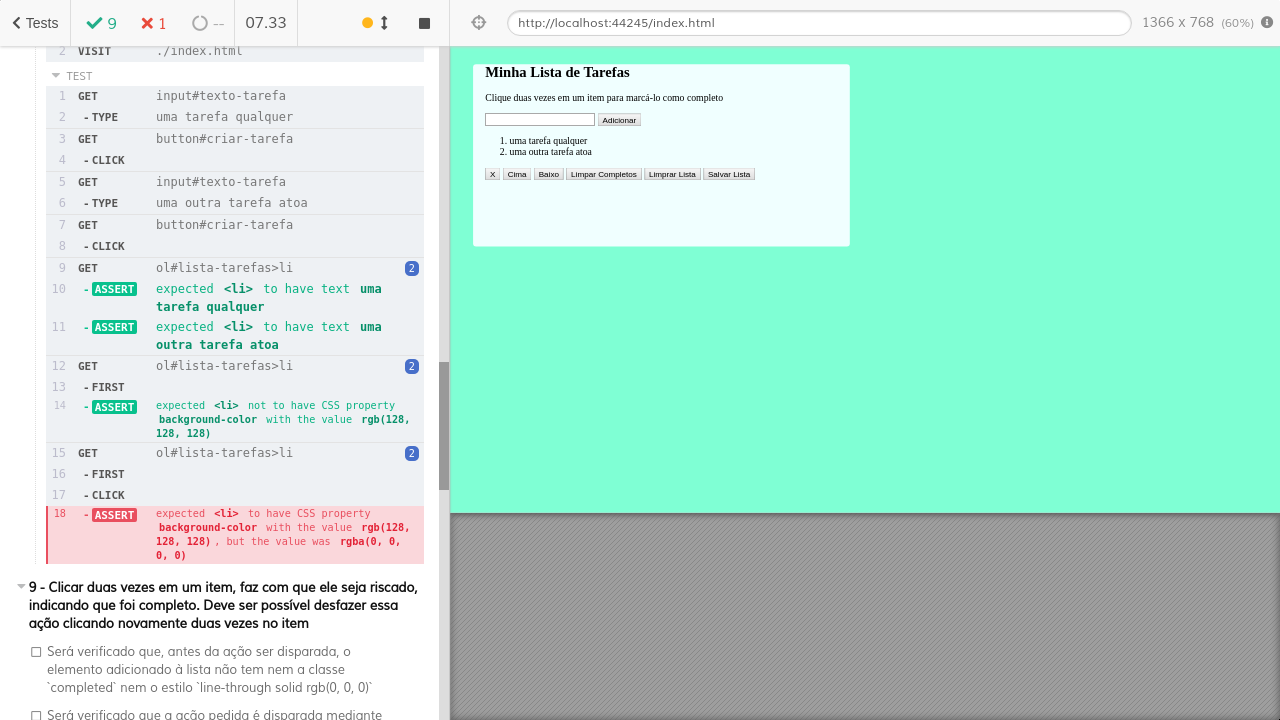 Tests
9
1
--
07.33
http://localhost:44245/index.html
1366 x 768 (60%)
2 VISIT ./index.html
TEST
1 GET input#texto-tarefa
2 -TYPE uma tarefa qualquer
3 GET button#criar-tarefa
4 -CLICK
5 GET input#texto-tarefa
6 -TYPE uma outra tarefa atoa
7 GET button#criar-tarefa
8 -CLICK
9 GET ol#lista-tarefas>li 2
10 -ASSERT expected <li> to have text uma
tarefa qualquer
11 -ASSERT expected <li> to have text uma
outra tarefa atoa
12 GET ol#lista-tarefas>li 2
13 -FIRST
14 -ASSERT expected <li> not to have CSS property
background-color with the value rgb(128,
128, 128)
15 GET ol#lista-tarefas>li 2
16 -FIRST
17 -CLICK
18 -ASSERT expected <li> to have CSS property
background-color with the value rgb(128,
128, 128) , but the value was rgba(0, 0,
0, 0)
9 - Clicar duas vezes em um item, faz com que ele seja riscado,
indicando que foi completo. Deve ser possível desfazer essa
ação clicando novamente duas vezes no item
Será verificado que, antes da ação ser disparada, o
elemento adicionado à lista não tem nem a classe
`completed` nem o estilo `line-through solid rgb(0, 0, 0)`
Será verificado que a ação pedida é disparada mediante
Minha Lista de Tarefas
Clique duas vezes em um item para marcá-lo como completo
Adicionar
1. uma tarefa qualquer
2. uma outra tarefa atoa
X Cima Baixo Limpar Completos Limprar Lista Salvar Lista